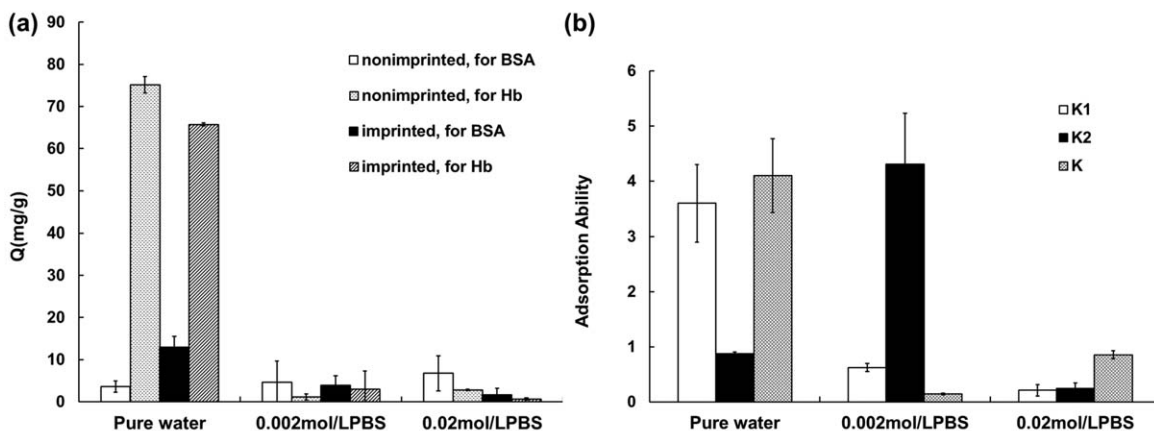 (a)
90
80
70
60
50
40
30
20
10
0
Q(mg/g)
nonimprinted, for BSA
nonimprinted, for Hb
imprinted, for BSA
imprinted, for Hb
Pure water 0.002mol/LPBS 0.02mol/LPBS
(b)
6
5
4
3
2
1
0
Adsorption Ability
K1
K2
K
Pure water 0.002mol/LPBS 0.02mol/LPBS